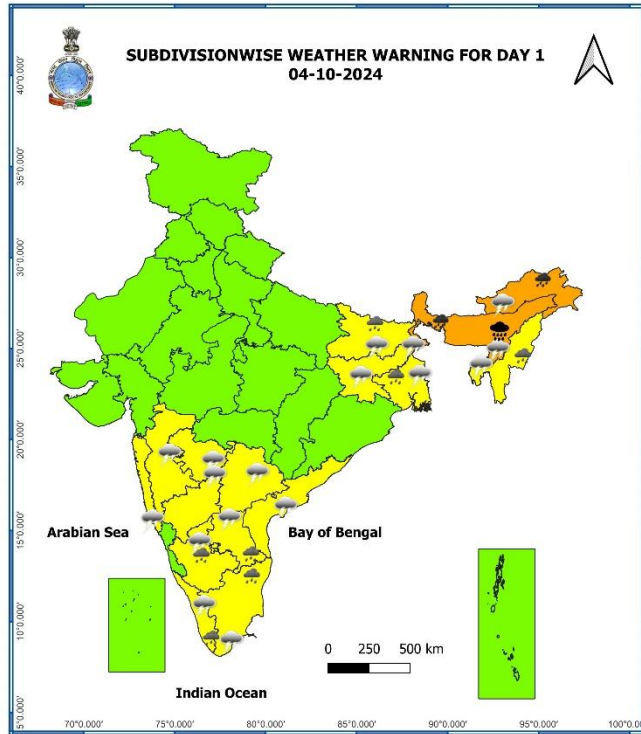 SUBDIVISIONWISE WEATHER WARNING FOR DAY 1
04-10-2024
40°0.000'
35°0.000'
30°0.000'
25°0.000'
20°0.000'
15°0.000'
10°0.000'
5°0.000'
Arabian Sea
Bay of Bengal
0 250 500 km
Indian Ocean
70°0.000' 75°0.000' 80°0.000' 85°0.000' 90°0.000' 95°0.000'